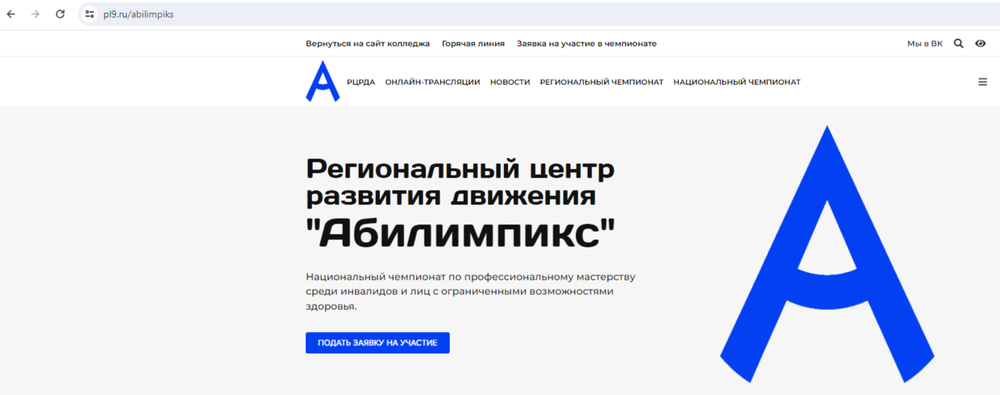 pl9.ru/abilimpiks
Вернуться на сайт колледжа Горячая линия Заявка на участие в чемпионате Мы в ВК
РЦРДА ОНЛАЙН-ТРАНСЛЯЦИИ НОВОСТИ РЕГИОНАЛЬНЫЙ ЧЕМПИОНАТ НАЦИОНАЛЬНЫЙ ЧЕМПИОНАТ
Региональный центр
развития движения
"Абилимпикс"
Национальный чемпионат по профессиональному мастерству
среди инвалидов и лиц с ограниченными возможностями
здоровья.
ПОДАТЬ ЗАЯВКУ НА УЧАСТИЕ